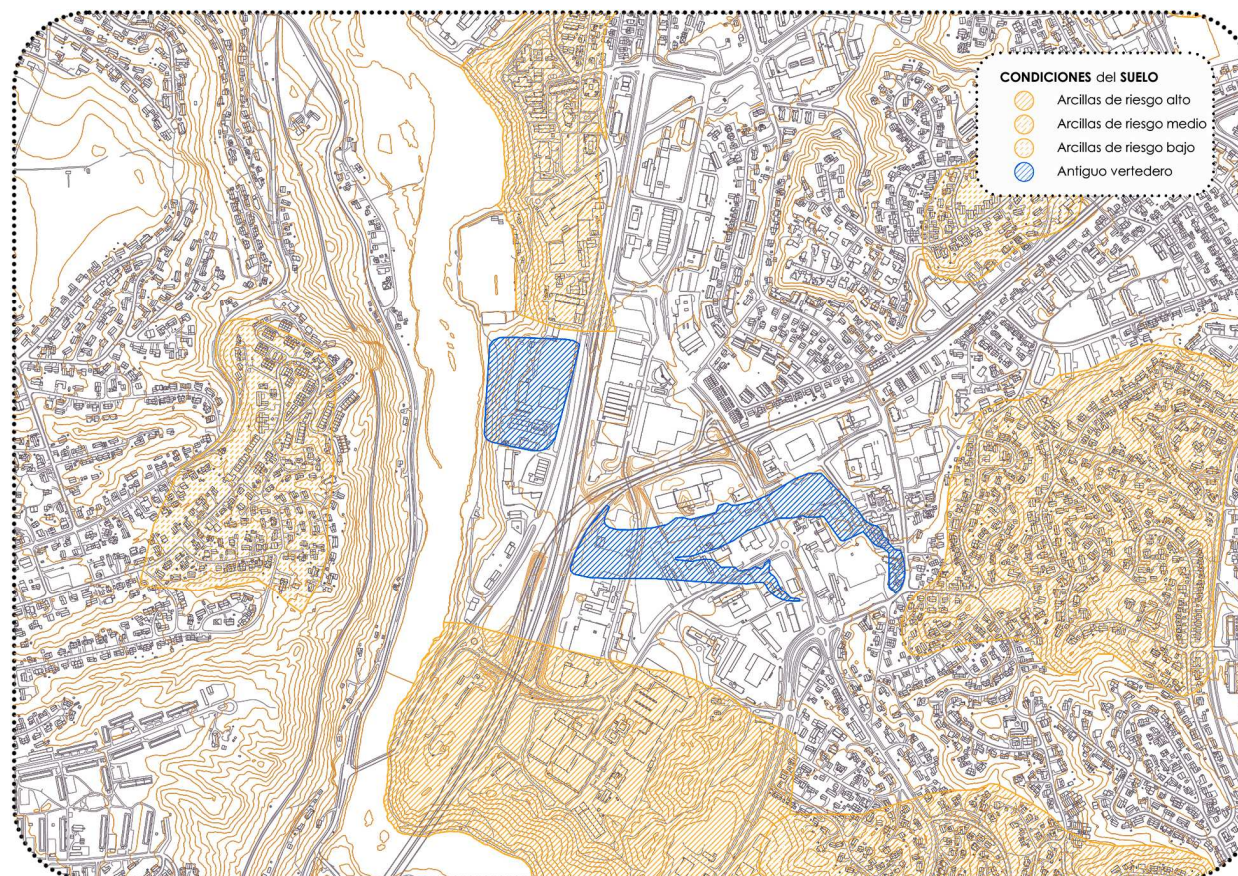 CONDICIONES del SUELO
Arcillas de riesgo alto
Arcillas de riesgo medio
Arcillas de riesgo bajo
Antiguo vertedero